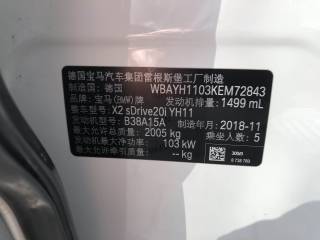 德国宝马汽车集团雷根斯堡工厂制造
制造国: 德国 WBAYH1103KEM72843
品牌: 宝马(BMW)牌 发动机排量: 1499 mL
整车型号: X2 sDrive20i YH11
发动机型号: B38A15A 制造年月: 2018-11
最大允许总质量: 2005 kg 乘坐人数: 5
发动机最大净功率: 103 kW
最大允许牵引质量: -- kg